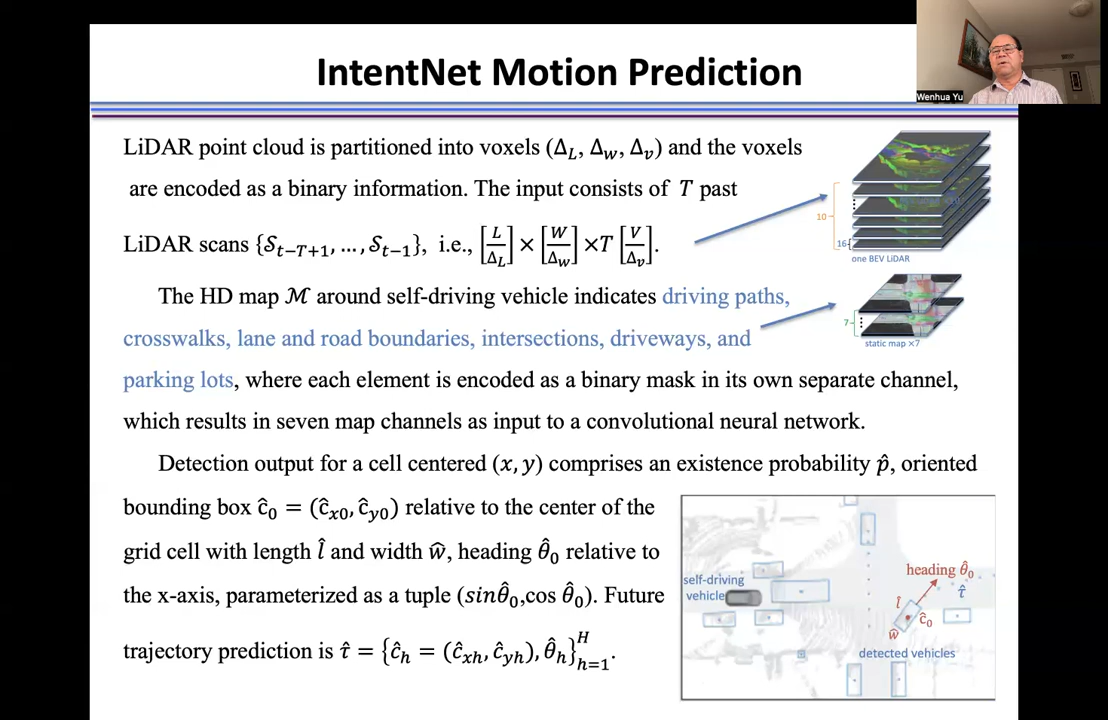 IntentNet Motion Prediction
Wenhua Yu
LiDAR point cloud is partitioned into voxels (Δ_L, Δ_w, Δ_v) and the voxels
are encoded as a binary information. The input consists of T past
LiDAR scans {𝒮_{t−T+1}, … , 𝒮_{t−1}}, i.e., [L/Δ_L] × [W/Δ_w] ×T [V/Δ_v].
10
16
one BEV LiDAR
The HD map ℳ around self-driving vehicle indicates driving paths,
crosswalks, lane and road boundaries, intersections, driveways, and
parking lots, where each element is encoded as a binary mask in its own separate channel,
which results in seven map channels as input to a convolutional neural network.
7
static map ×7
Detection output for a cell centered (x, y) comprises an existence probability p̂, oriented
bounding box ĉ₀ = (ĉ_{x0}, ĉ_{y0}) relative to the center of the
grid cell with length l̂ and width ŵ, heading θ̂₀ relative to
the x-axis, parameterized as a tuple (sinθ̂₀,cos θ̂₀). Future
trajectory prediction is τ̂ = {ĉ_h = (ĉ_{xh}, ĉ_{yh}), θ̂_h}_{h=1}^H.
self-driving
vehicle
heading θ̂₀
τ̂
l̂
ĉ₀
ŵ
detected vehicles